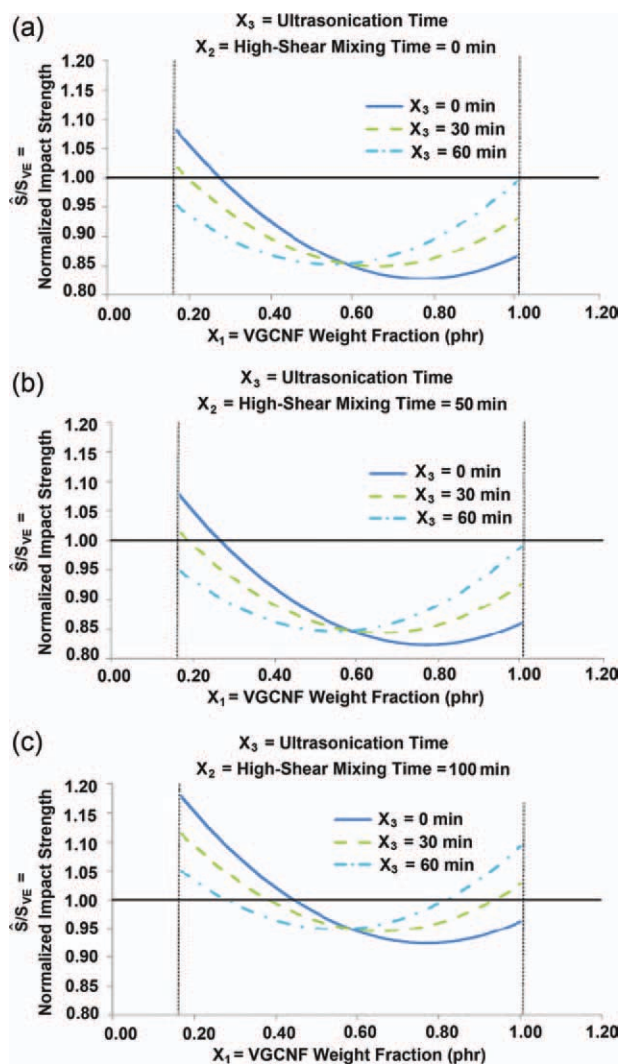 (a)
X3 = Ultrasonication Time
X2 = High-Shear Mixing Time = 0 min
Ŝ/SVE =
Normalized Impact Strength
1.20
1.15
1.10
1.05
1.00
0.95
0.90
0.85
0.80
X3 = 0 min
X3 = 30 min
X3 = 60 min
0.00 0.20 0.40 0.60 0.80 1.00 1.20
X1 = VGCNF Weight Fraction (phr)
(b)
X3 = Ultrasonication Time
X2 = High-Shear Mixing Time = 50 min
Ŝ/SVE =
Normalized Impact Strength
1.20
1.15
1.10
1.05
1.00
0.95
0.90
0.85
0.80
X3 = 0 min
X3 = 30 min
X3 = 60 min
0.00 0.20 0.40 0.60 0.80 1.00 1.20
X1 = VGCNF Weight Fraction (phr)
(c)
X3 = Ultrasonication Time
X2 = High-Shear Mixing Time =100 min
Ŝ/SVE =
Normalized Impact Strength
1.20
1.15
1.10
1.05
1.00
0.95
0.90
0.85
0.80
X3 = 0 min
X3 = 30 min
X3 = 60 min
0.00 0.20 0.40 0.60 0.80 1.00 1.20
X1 = VGCNF Weight Fraction (phr)